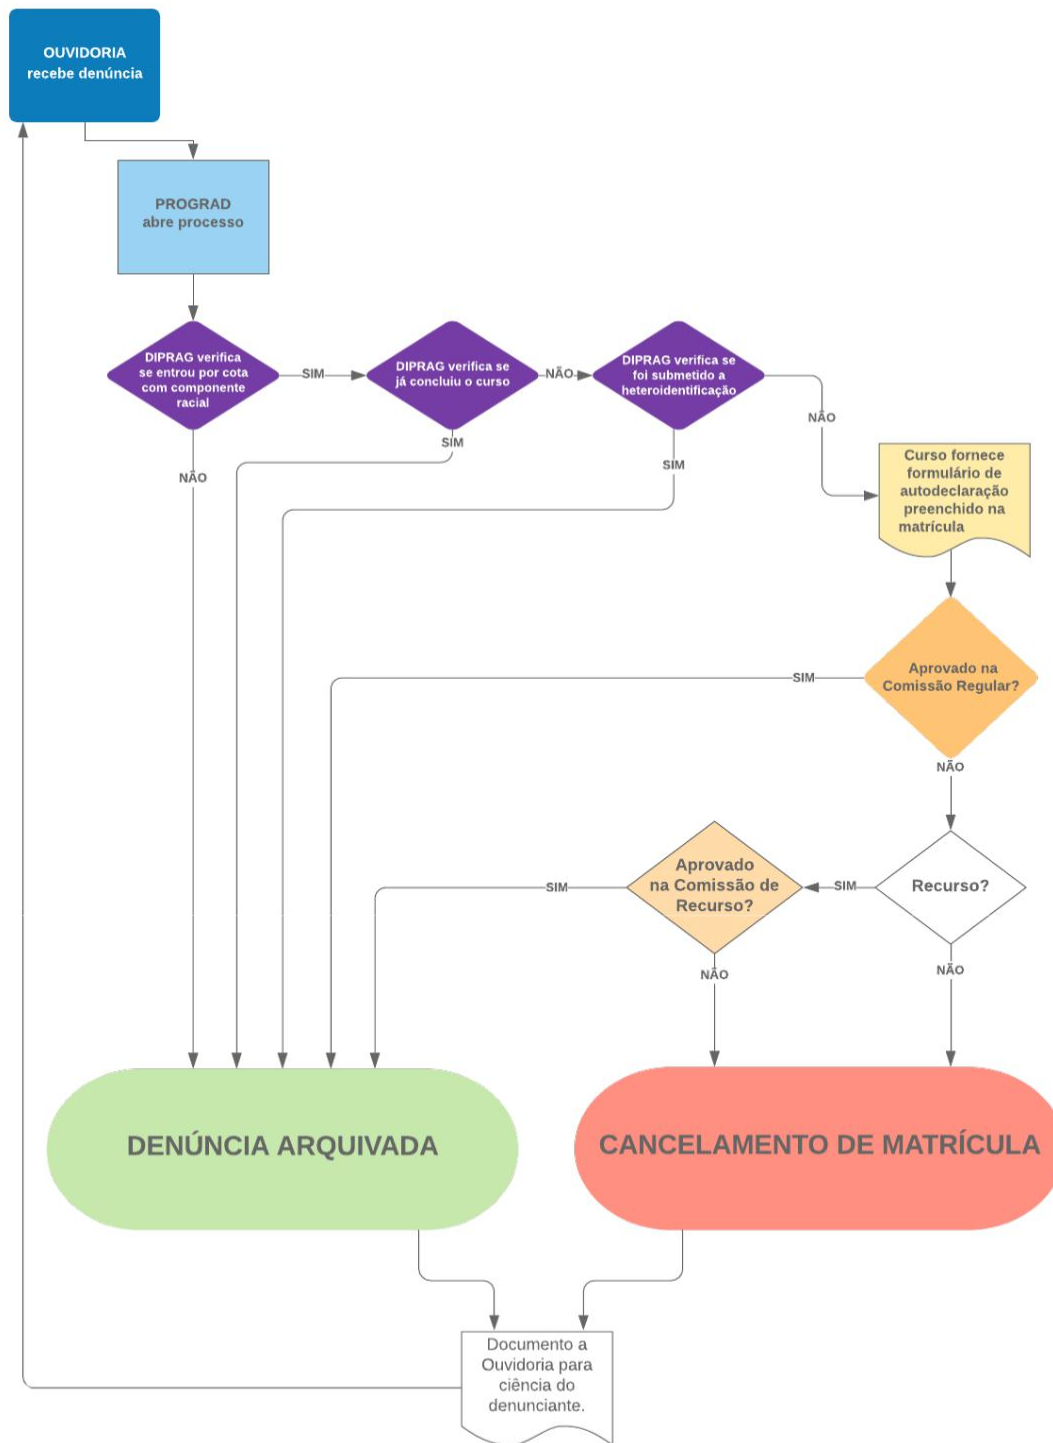 OUVIDORIA
recebe denúncia
PROGRAD
abre processo
DIPRAG verifica
se entrou por cota
com componente
racial
SIM
DIPRAG verifica se
já concluiu o curso
NÃO
DIPRAG verifica se
foi submetido a
heteroidentificação
NÃO
SIM
SIM
NÃO
Curso fornece
formulário de
autodeclaração
preenchido na
matrícula
Aprovado na
Comissão Regular?
SIM
NÃO
Recurso?
SIM
Aprovado
na Comissão de
Recurso?
SIM
NÃO
NÃO
DENÚNCIA ARQUIVADA
CANCELAMENTO DE MATRÍCULA
Documento a
Ouvidoria para
ciência do
denunciante.